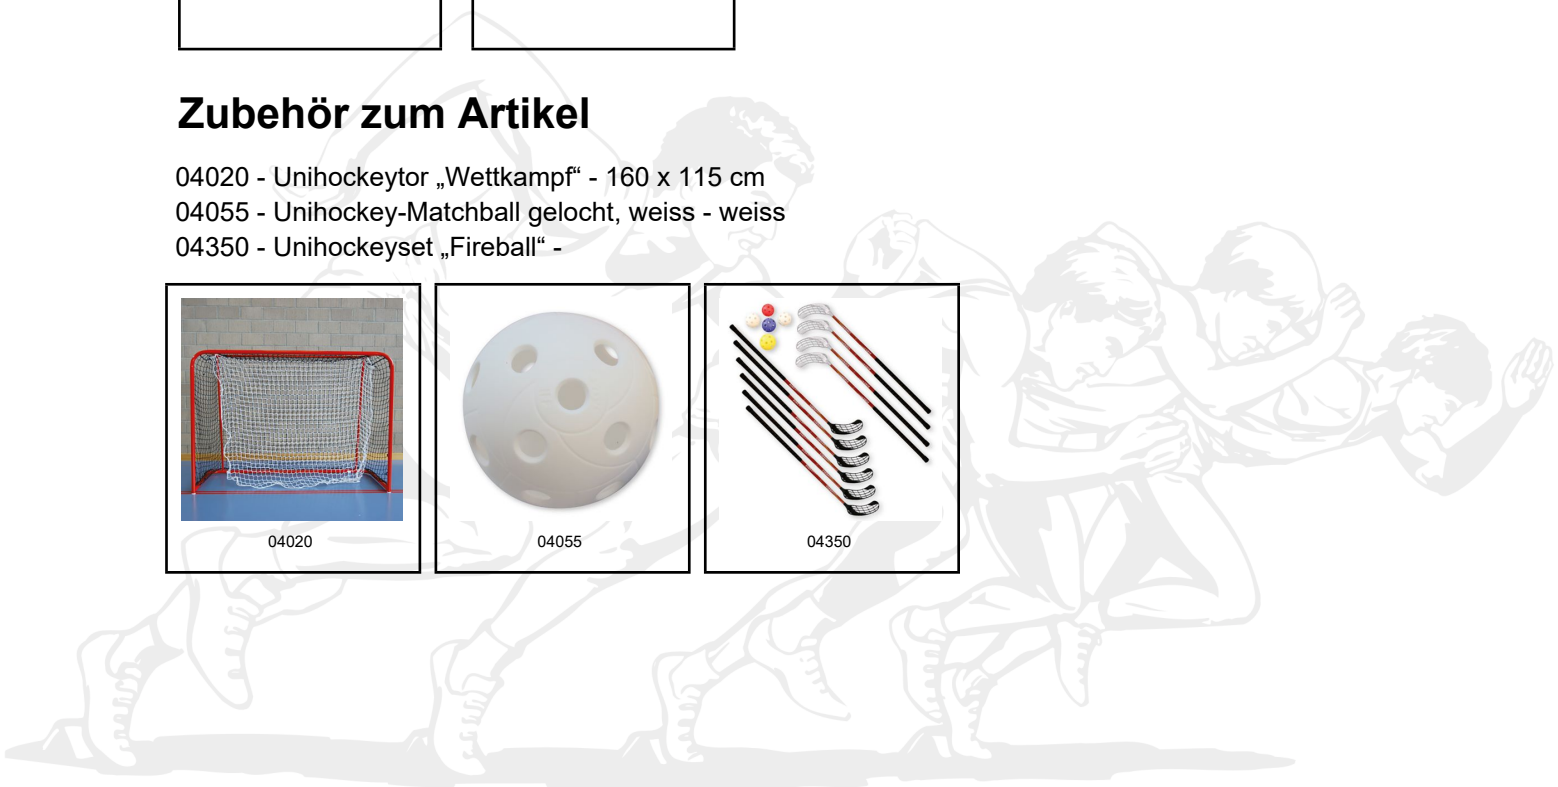 Zubehör zum Artikel
04020 - Unihockeytor „Wettkampf“ - 160 x 115 cm
04055 - Unihockey-Matchball gelocht, weiss - weiss
04350 - Unihockeyset „Fireball“ -
04020
04055
04350